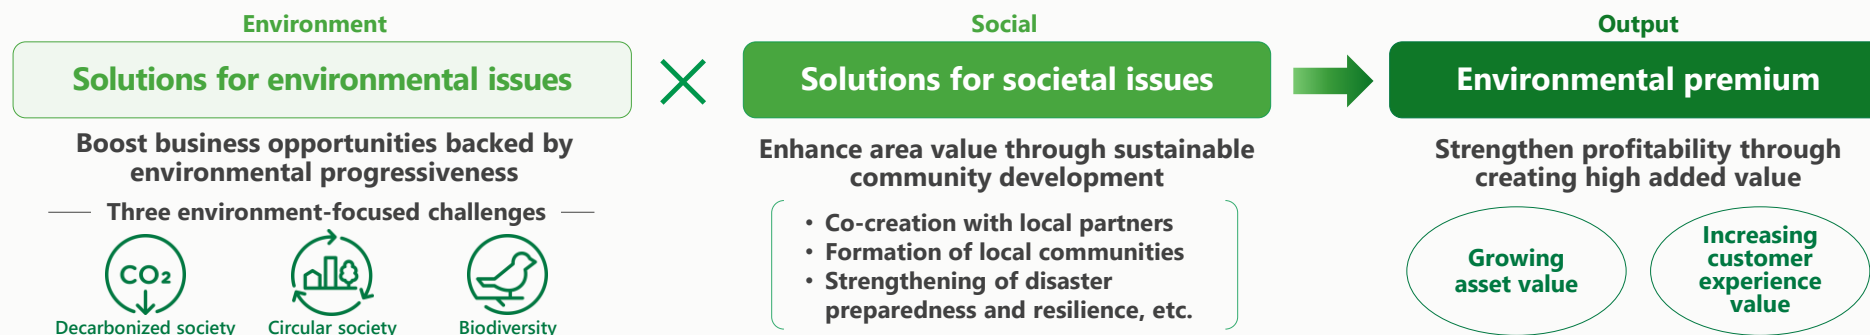 Environment
Solutions for environmental issues
Boost business opportunities backed by
environmental progressiveness
Three environment-focused challenges
CO2
Decarbonized society
Circular society
Biodiversity
Social
Solutions for societal issues
Enhance area value through sustainable
community development
• Co-creation with local partners
• Formation of local communities
• Strengthening of disaster
preparedness and resilience, etc.
Output
Environmental premium
Strengthen profitability through
creating high added value
Growing
asset value
Increasing
customer
experience
value